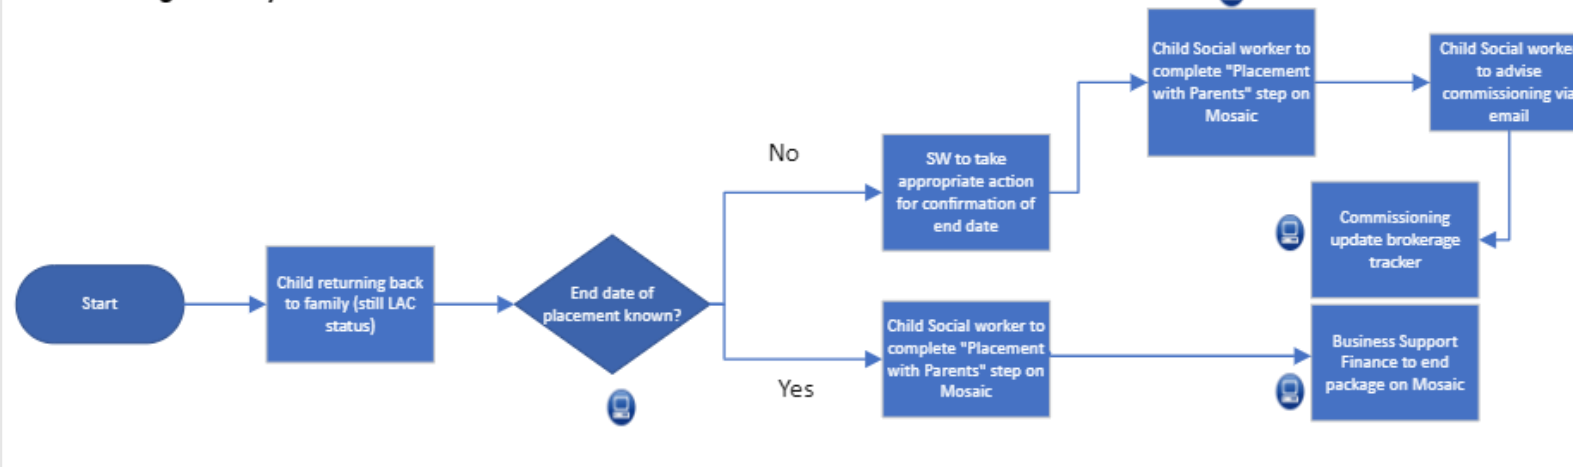 Child Social worker to
complete "Placement
with Parents" step on
Mosaic
Child Social worke
to advise
commissioning via
email
No
SW to take
appropriate action
for confirmation of
end date
Commissioning
update brokerage
tracker
Start
Child returning back
to family (still LAC
status)
End date of
placement known?
Child Social worker to
complete "Placement
with Parents" step on
Mosaic
Business Support
Finance to end
package on Mosaic
Yes